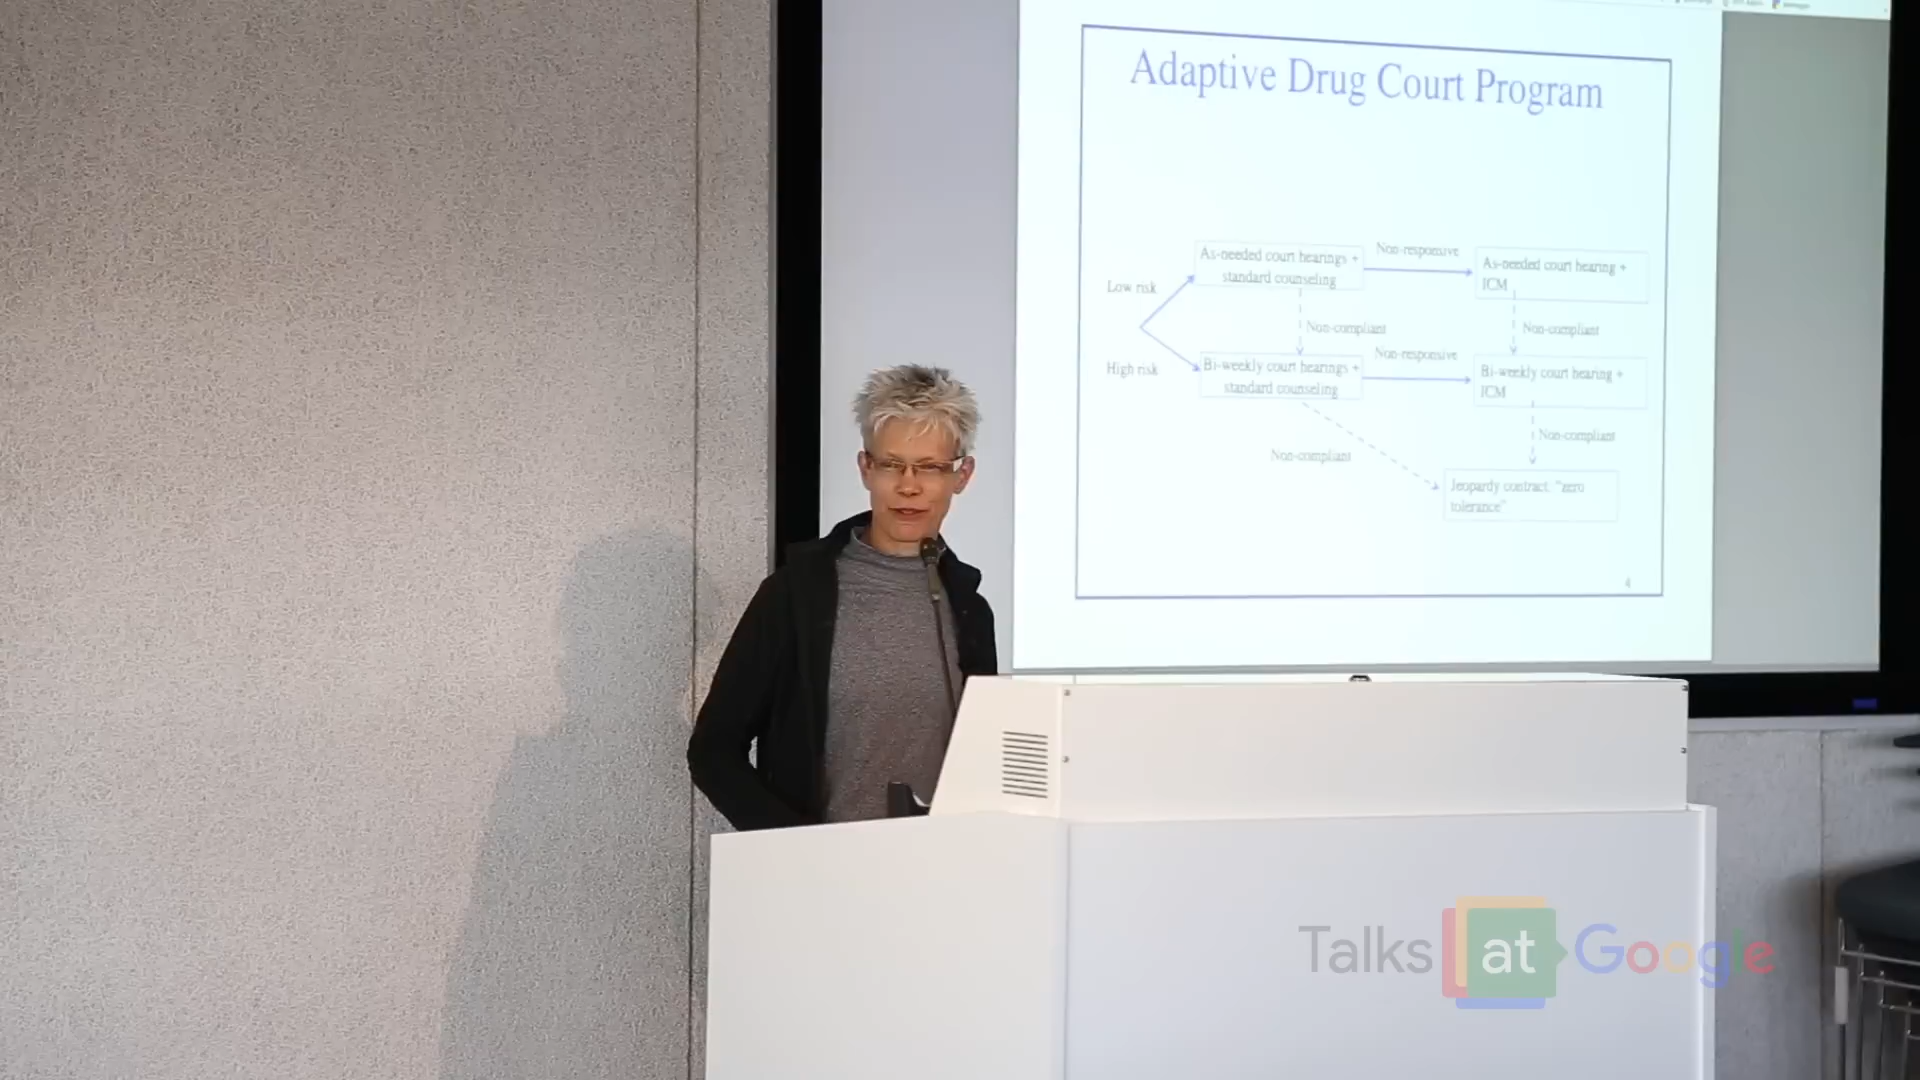 Adaptive Drug Court Program
As-needed court hearings +
standard counseling
Non-responsive
As-needed court hearing +
ICM
Low risk
Non-compliant
Non-compliant
High risk
Bi-weekly court hearings +
standard counseling
Non-responsive
Bi-weekly court hearing +
ICM
Non-compliant
Non-compliant
Jeopardy contract: "zero
tolerance"
4
Talks at Google